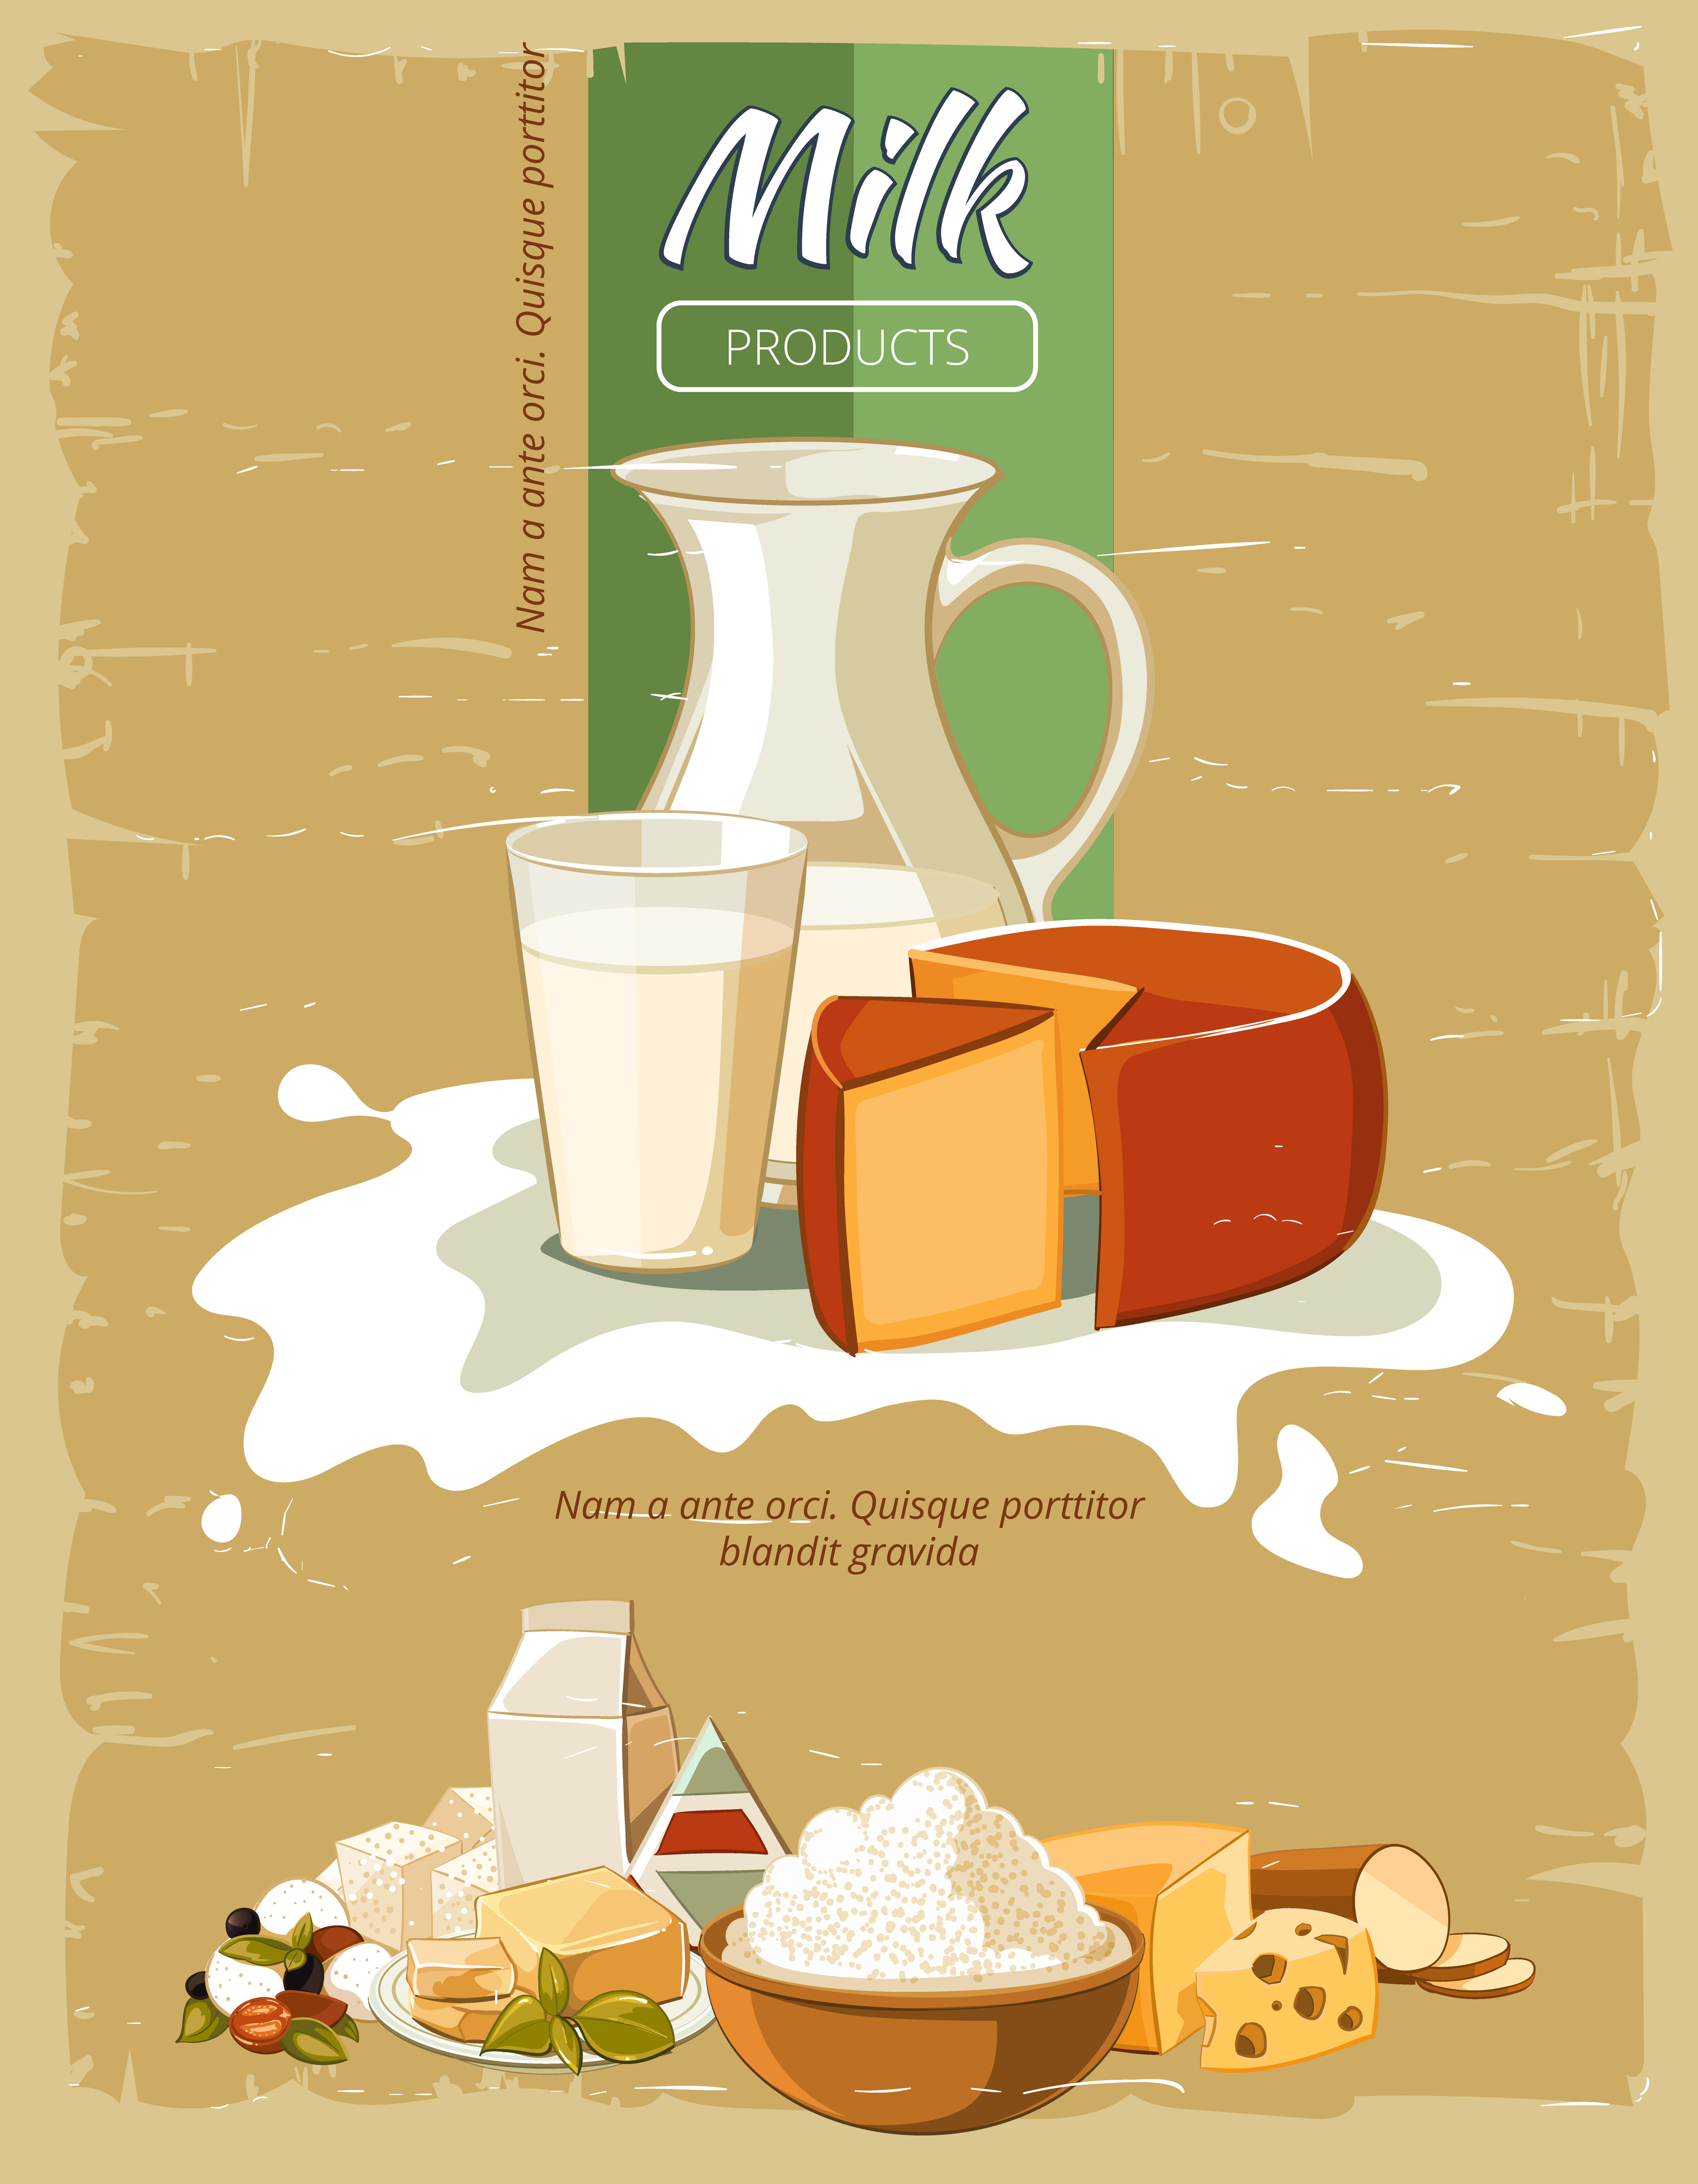 Milk
PRODUCTS
Nam a ante orci. Quisque porttitor
Nam a ante orci. Quisque porttitor
blandit gravida